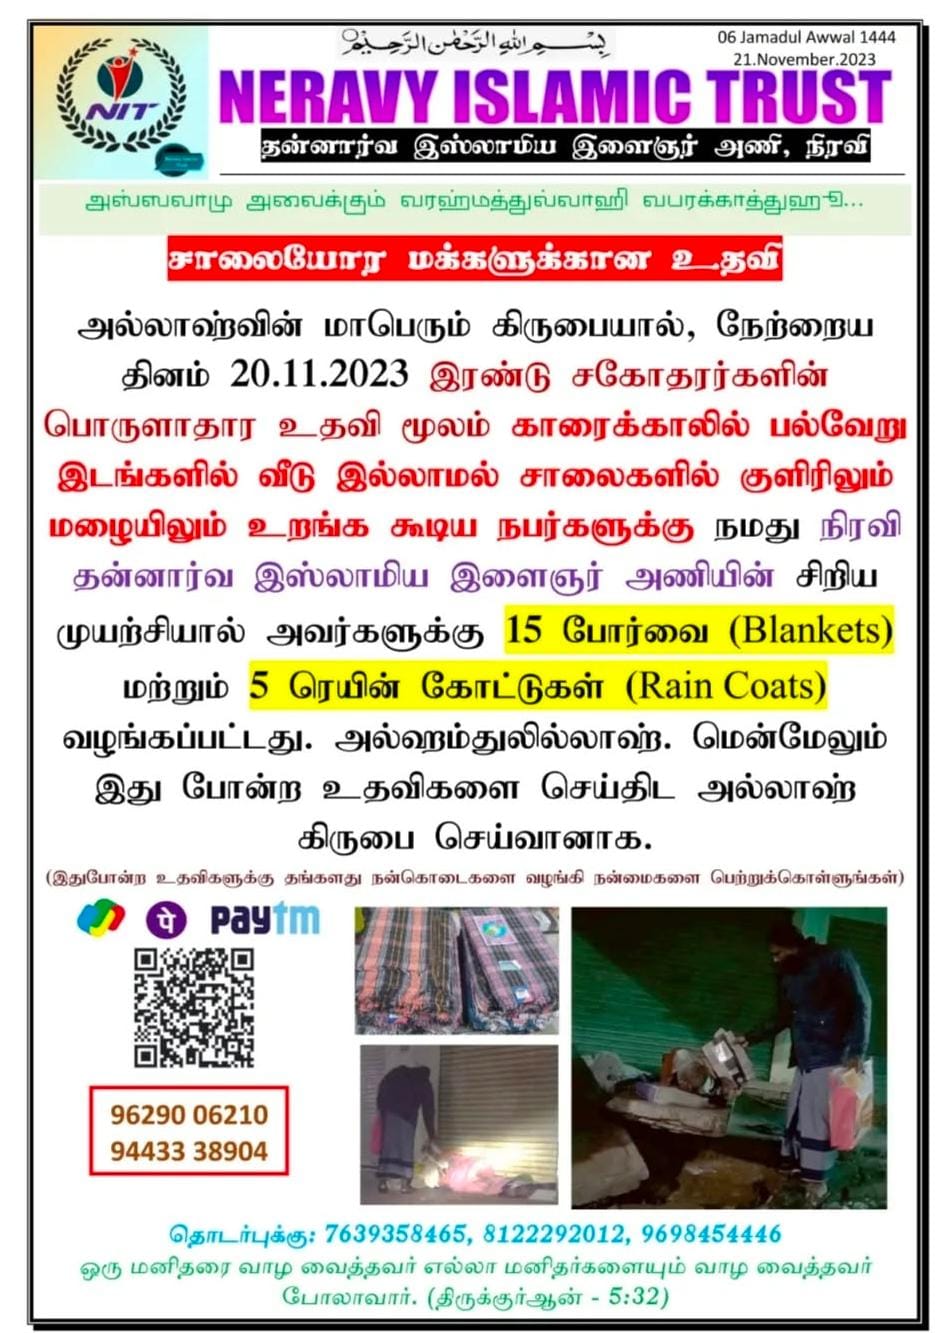 بِسْمِ اللهِ الرَّحْمٰنِ الرَّحِيْمِ
06 Jamadul Awwal 1444
21.November.2023
NIT
NERAVY ISLAMIC TRUST
தன்னார்வ இஸ்லாமிய இளைஞர் அணி, நிரவி
அஸ்ஸலாமு அலைக்கும் வரஹ்மத்துல்லாஹி வபரக்காத்துஹூ...
சாலையோர மக்களுக்கான உதவி
அல்லாஹ்வின் மாபெரும் கிருபையால், நேற்றைய
தினம் 20.11.2023 இரண்டு சகோதரர்களின்
பொருளாதார உதவி மூலம் காரைக்காலில் பல்வேறு
இடங்களில் வீடு இல்லாமல் சாலைகளில் குளிரிலும்
மழையிலும் உறங்க கூடிய நபர்களுக்கு நமது நிரவி
தன்னார்வ இஸ்லாமிய இளைஞர் அணியின் சிறிய
முயற்சியால் அவர்களுக்கு 15 போர்வை (Blankets)
மற்றும் 5 ரெயின் கோட்டுகள் (Rain Coats)
வழங்கப்பட்டது. அல்ஹம்துலில்லாஹ். மென்மேலும்
இது போன்ற உதவிகளை செய்திட அல்லாஹ்
கிருபை செய்வானாக.
(இதுபோன்ற உதவிகளுக்கு தங்களது நன்கொடைகளை வழங்கி நன்மைகளை பெற்றுக்கொள்ளுங்கள்)
पे paytm
96290 06210
94433 38904
தொடர்புக்கு: 7639358465, 8122292012, 9698454446
ஒரு மனிதரை வாழ வைத்தவர் எல்லா மனிதர்களையும் வாழ வைத்தவர்
போலாவார். (திருக்குர்ஆன் - 5:32)